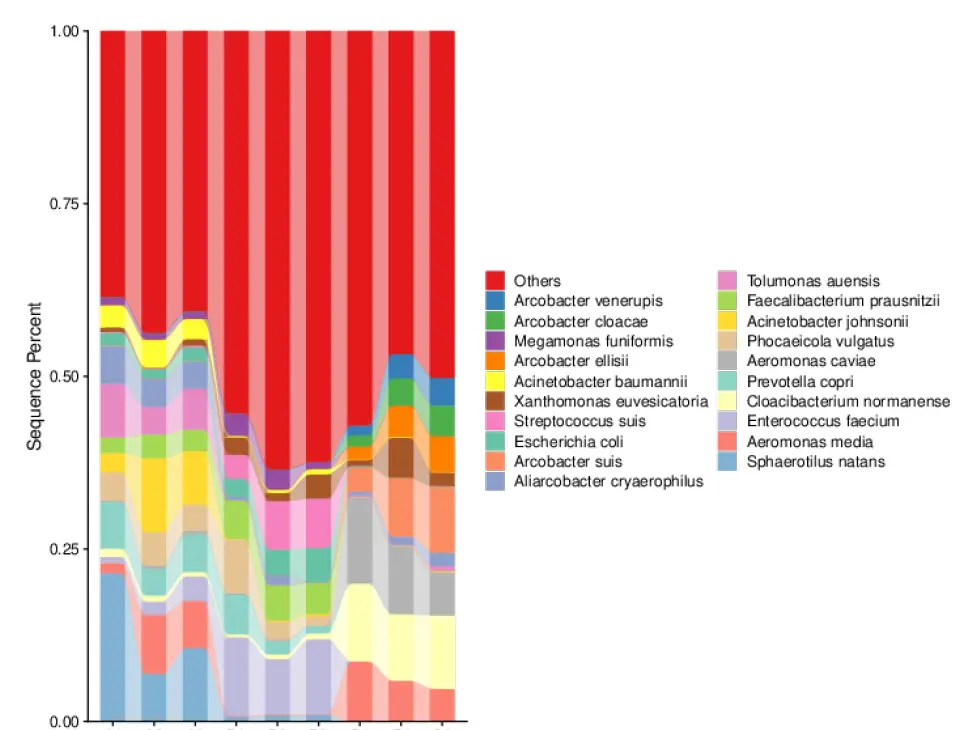 1.00
0.75
0.50
0.25
0.00
Sequence Percent
Others
Arcobacter venerupis
Arcobacter cloacae
Megamonas funiformis
Arcobacter ellisii
Acinetobacter baumannii
Xanthomonas euvesicatoria
Streptococcus suis
Escherichia coli
Arcobacter suis
Aliarcobacter cryaerophilus
Tolumonas auensis
Faecalibacterium prausnitzii
Acinetobacter johnsonii
Phocaeicola vulgatus
Aeromonas caviae
Prevotella copri
Cloacibacterium normanense
Enterococcus faecium
Aeromonas media
Sphaerotilus natans